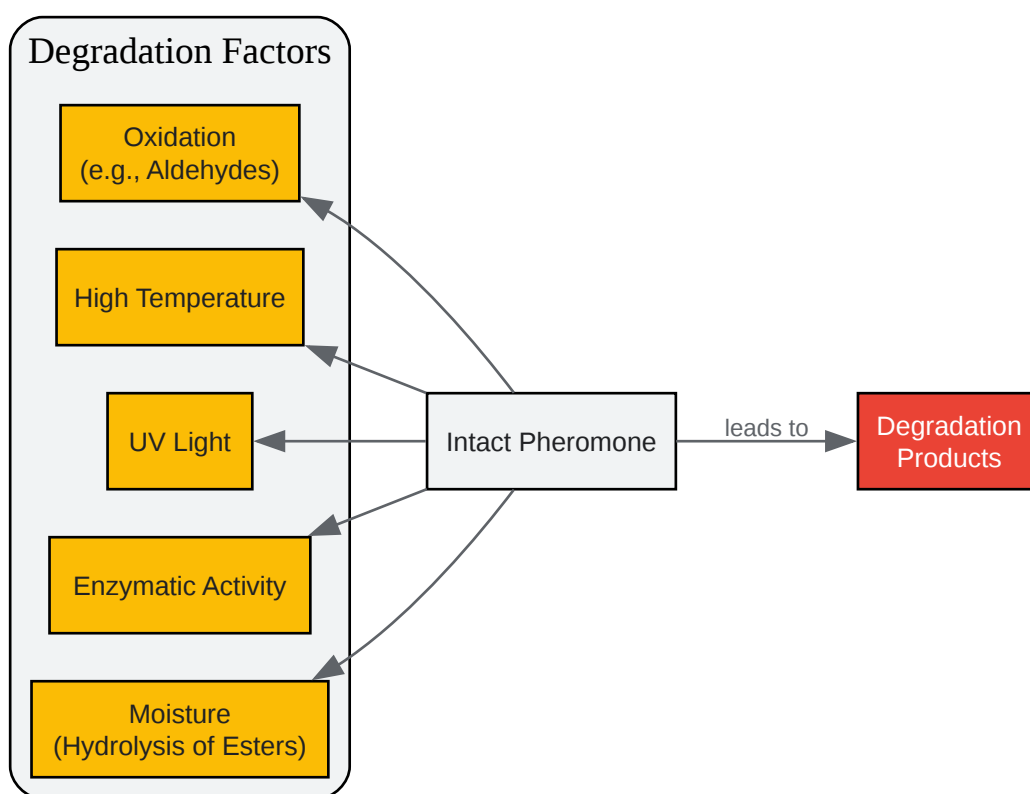 Degradation Factors
Oxidation
(e.g., Aldehydes)
High Temperature
UV Light
Enzymatic Activity
Moisture
(Hydrolysis of Esters)
Intact Pheromone
leads to
Degradation
Products